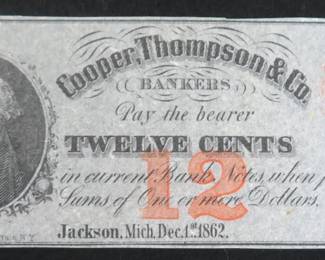 Cooper, Thompson & Co.
BANKERS
Pay the bearer
TWELVE CENTS
12
in current Bank Notes, when
Sums of One or more Dollars.
Jackson, Mich, Dec. 1st 1862.